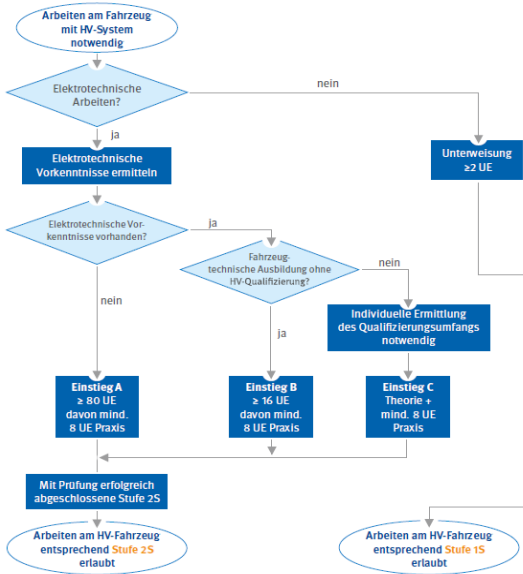 Arbeiten am Fahrzeug
mit HV-System
notwendig
Elektrotechnische
Arbeiten?
nein
ja
Elektrotechnische
Vorkenntnisse ermitteln
Unterweisung
≥2 UE
Elektrotechnische Vor-
kenntnisse vorhanden?
ja
Fahrzeug-
technische Ausbildung ohne
HV-Qualifizierung?
nein
nein
Individuelle Ermittlung
des Qualifizierungsumfangs
notwendig
ja
Einstieg A
≥ 80 UE
davon mind.
8 UE Praxis
Einstieg B
≥ 16 UE
davon mind.
8 UE Praxis
Einstieg C
Theorie +
mind. 8 UE
Praxis
Mit Prüfung erfolgreich
abgeschlossene Stufe 2S
Arbeiten am HV-Fahrzeug
entsprechend Stufe 2S
erlaubt
Arbeiten am HV-Fahrzeug
entsprechend Stufe 1S
erlaubt